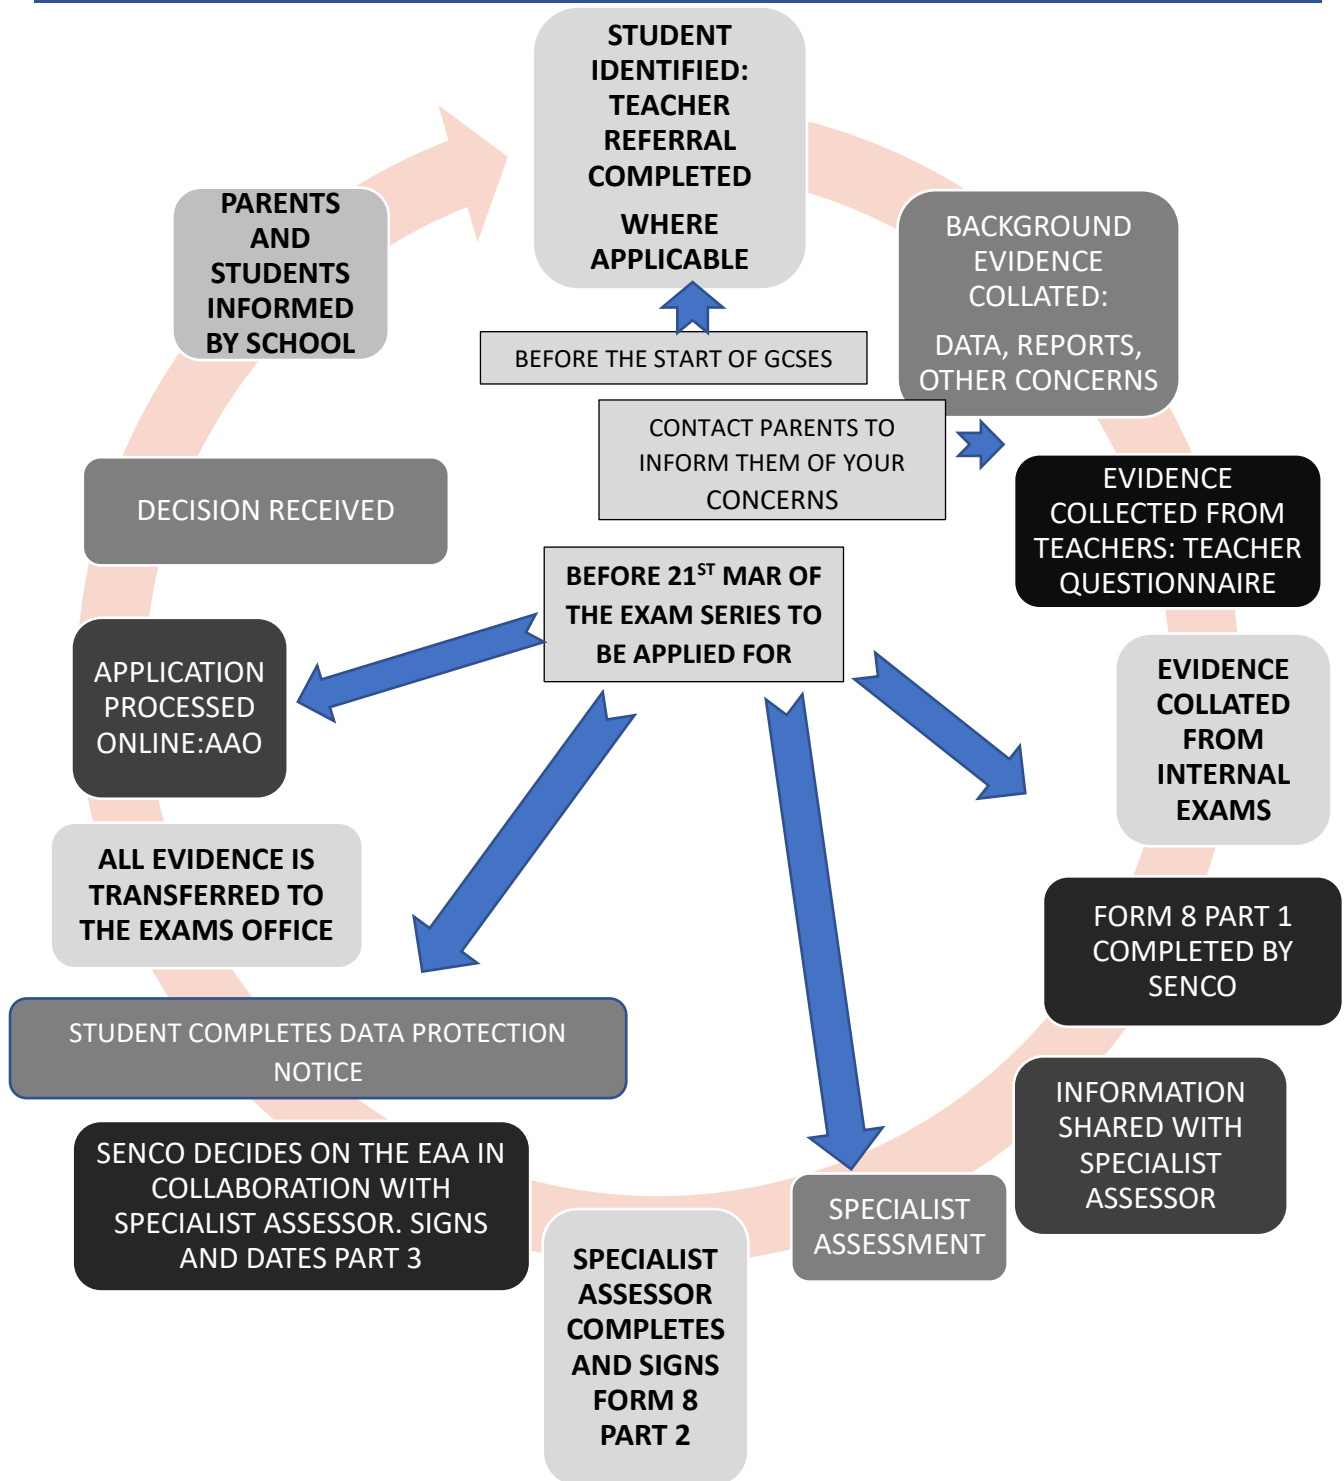 STUDENT
IDENTIFIED:
TEACHER
REFERRAL
COMPLETED
WHERE
APPLICABLE
BACKGROUND
EVIDENCE
COLLATED:
DATA, REPORTS,
OTHER CONCERNS
PARENTS
AND
STUDENTS
INFORMED
BY SCHOOL
BEFORE THE START OF GCSES
CONTACT PARENTS TO
INFORM THEM OF YOUR
CONCERNS
EVIDENCE
COLLECTED FROM
TEACHERS: TEACHER
QUESTIONNAIRE
DECISION RECEIVED
BEFORE 21ST MAR OF
THE EXAM SERIES TO
BE APPLIED FOR
EVIDENCE
COLLATED
FROM
INTERNAL
EXAMS
APPLICATION
PROCESSED
ONLINE:AAO
ALL EVIDENCE IS
TRANSFERRED TO
THE EXAMS OFFICE
FORM 8 PART 1
COMPLETED BY
SENCO
STUDENT COMPLETES DATA PROTECTION
NOTICE
INFORMATION
SHARED WITH
SPECIALIST
ASSESSOR
SENCO DECIDES ON THE EAA IN
COLLABORATION WITH
SPECIALIST ASSESSOR. SIGNS
AND DATES PART 3
SPECIALIST
ASSESSMENT
SPECIALIST
ASSESSOR
COMPLETES
AND SIGNS
FORM 8
PART 2